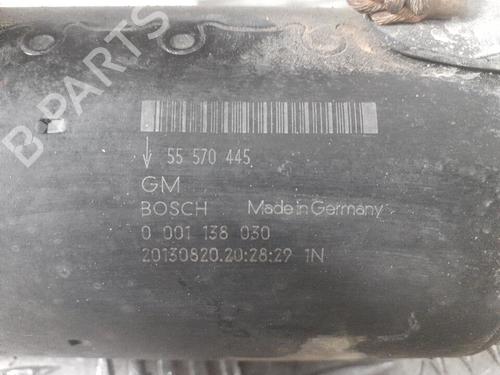 B PARTS
55 570 445
GM
BOSCH Made in Germany
0 001 138 030
20130820.20:28:29 1N